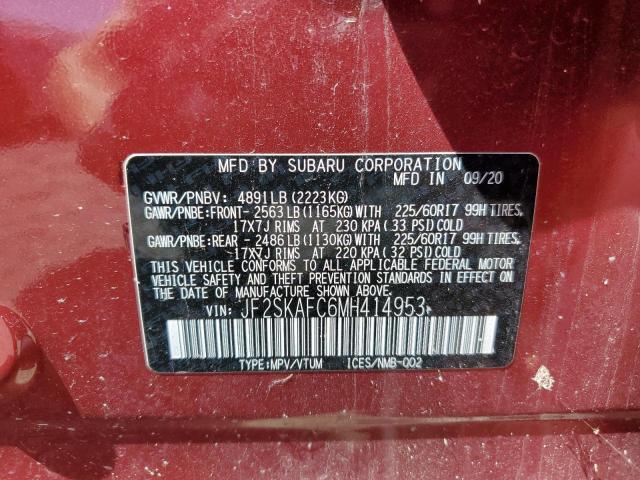 MFD BY SUBARU CORPORATION
MFD IN 09/20
GVWR/PNBV: 4891LB (2223KG)
GAWR/PNBE:FRONT- 2563LB (1165KG)WITH 225/60R17 99H TIRES,
17X7J RIMS AT 230 KPA ( 33 PSI)COLD
GAWR/PNBE:REAR - 2486LB (1130KG)WITH 225/60R17 99H TIRES,
17X7J RIMS AT 220 KPA ( 32 PSI)COLD
THIS VEHICLE CONFORMS TO ALL APPLICABLE FEDERAL MOTOR
VEHICLE SAFETY AND THEFT PREVENTION STANDARDS IN EFFECT ON
THE DATE OF MANUFACTURE SHOWN ABOVE.
VIN: JF2SKAFC6MH414953
TYPE:MPV/VTUM ICES/NMB-002